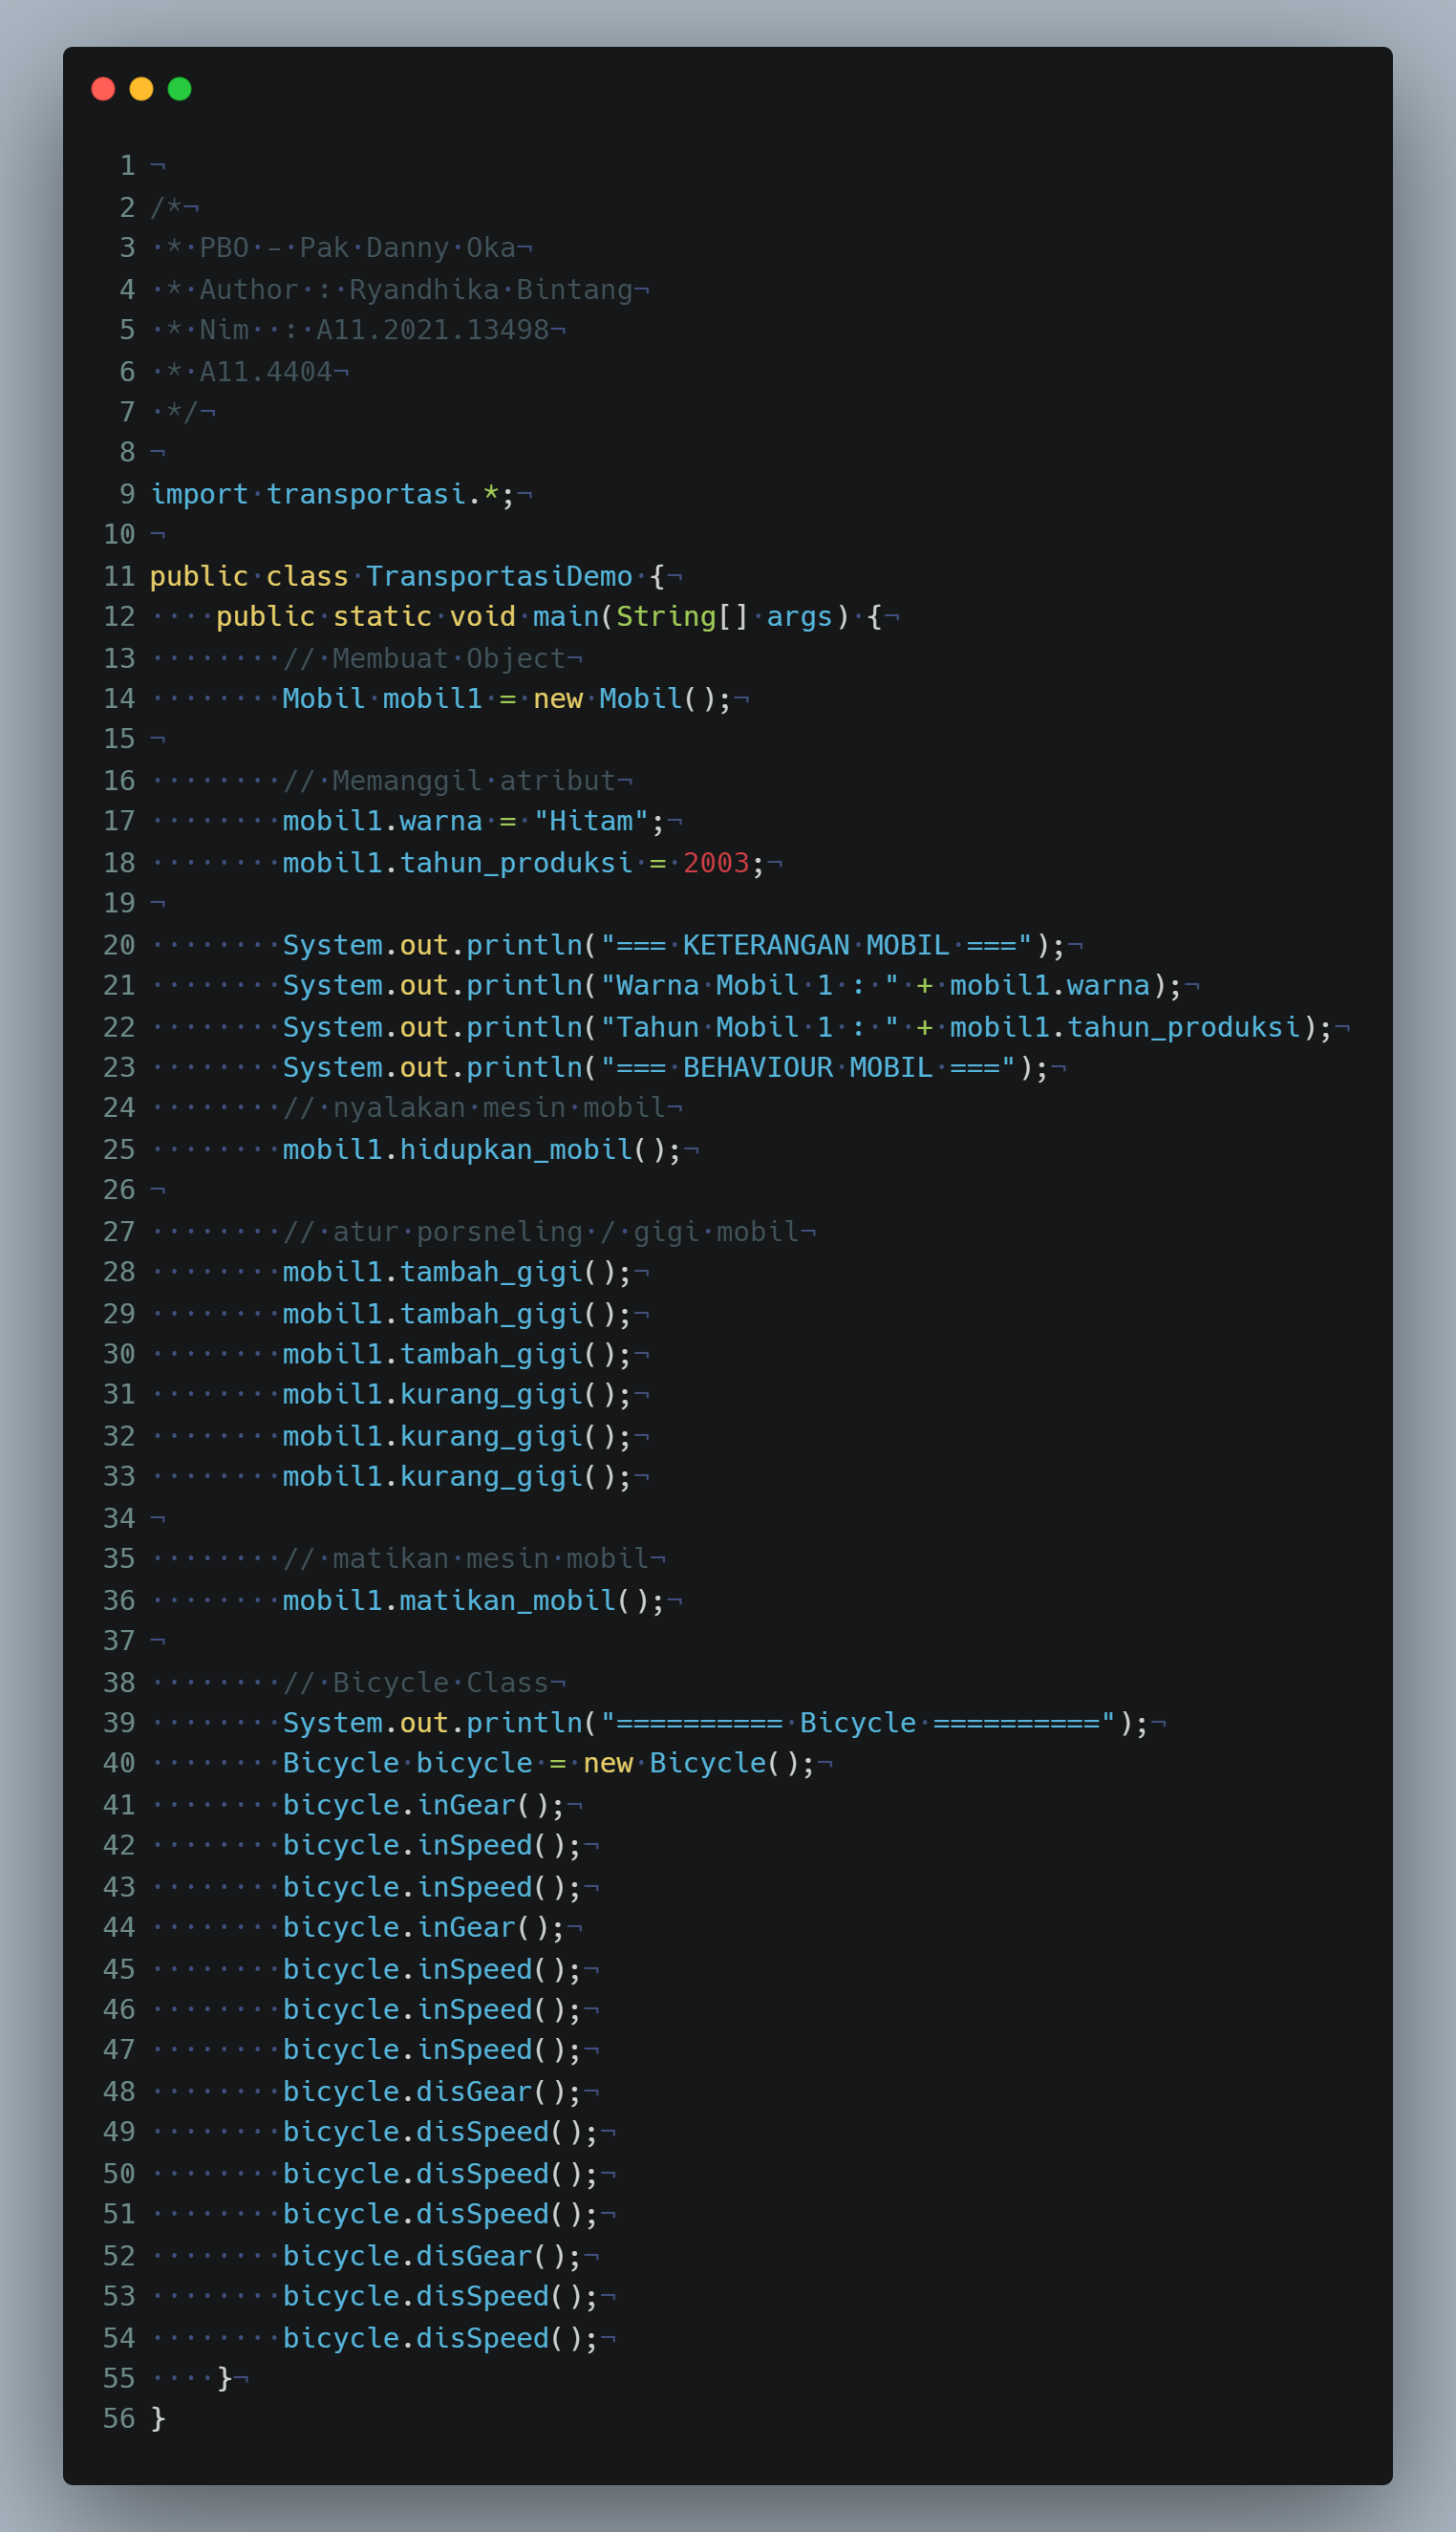 1
2 /*
3  * PBO - Pak Danny Oka
4  * Author : Ryandhika Bintang
5  * Nim  : A11.2021.13498
6  * A11.4404
7  */
8
9 import transportasi.*;
10
11 public class TransportasiDemo {
12     public static void main(String[] args) {
13         // Membuat Object
14         Mobil mobil1 = new Mobil();
15
16         // Memanggil atribut
17         mobil1.warna = "Hitam";
18         mobil1.tahun_produksi = 2003;
19
20         System.out.println("=== KETERANGAN MOBIL ===");
21         System.out.println("Warna Mobil 1 : " + mobil1.warna);
22         System.out.println("Tahun Mobil 1 : " + mobil1.tahun_produksi);
23         System.out.println("=== BEHAVIOUR MOBIL ===");
24         // nyalakan mesin mobil
25         mobil1.hidupkan_mobil();
26
27         // atur porsneling / gigi mobil
28         mobil1.tambah_gigi();
29         mobil1.tambah_gigi();
30         mobil1.tambah_gigi();
31         mobil1.kurang_gigi();
32         mobil1.kurang_gigi();
33         mobil1.kurang_gigi();
34
35         // matikan mesin mobil
36         mobil1.matikan_mobil();
37
38         // Bicycle Class
39         System.out.println("========== Bicycle ==========");
40         Bicycle bicycle = new Bicycle();
41         bicycle.inGear();
42         bicycle.inSpeed();
43         bicycle.inSpeed();
44         bicycle.inGear();
45         bicycle.inSpeed();
46         bicycle.inSpeed();
47         bicycle.inSpeed();
48         bicycle.disGear();
49         bicycle.disSpeed();
50         bicycle.disSpeed();
51         bicycle.disSpeed();
52         bicycle.disGear();
53         bicycle.disSpeed();
54         bicycle.disSpeed();
55     }
56 }